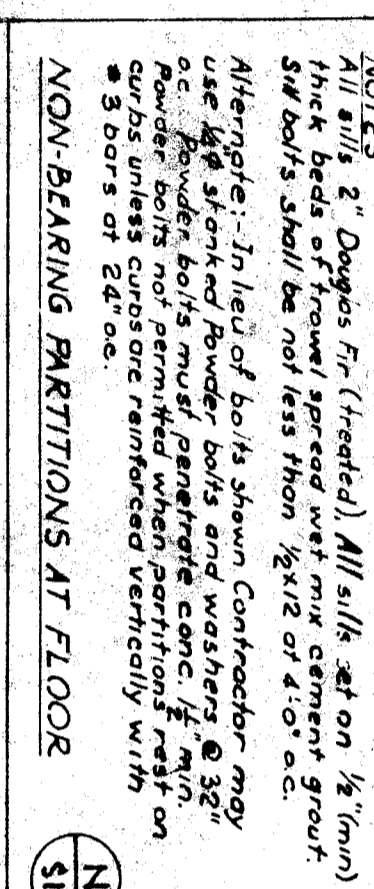 NOTES
All sills 2" Douglas Fir (treated). All sills set on 1/2" (min)
thick beds of trowel spread wet mix cement grout.
Sill bolts shall be not less than 1/2x12 at 4'-0" o.c.
Alternate:- In lieu of bolts shown Contractor may
use 1/4"φ shanked Powder bolts and washers @ 32"
o.c. Powder bolts must penetrate conc. 1 1/2" min.
Powder bolts not permitted when partitions rest on
curbs unless curbs are reinforced vertically with
#3 bars at 24" o.c.
NON-BEARING PARTITIONS AT FLOOR
N